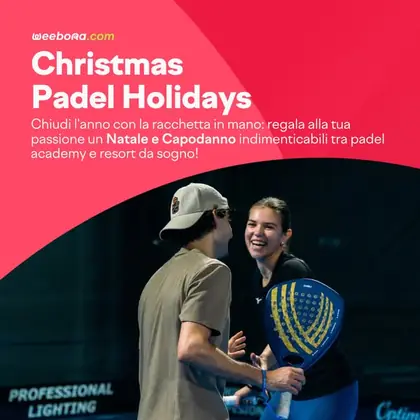 weebora.com
Christmas
Padel Holidays
Chiudi l'anno con la racchetta in mano: regala alla tua
passione un Natale e Capodanno indimenticabili tra padel
academy e resort da sogno!
PROFESSIONAL
LIGHTING